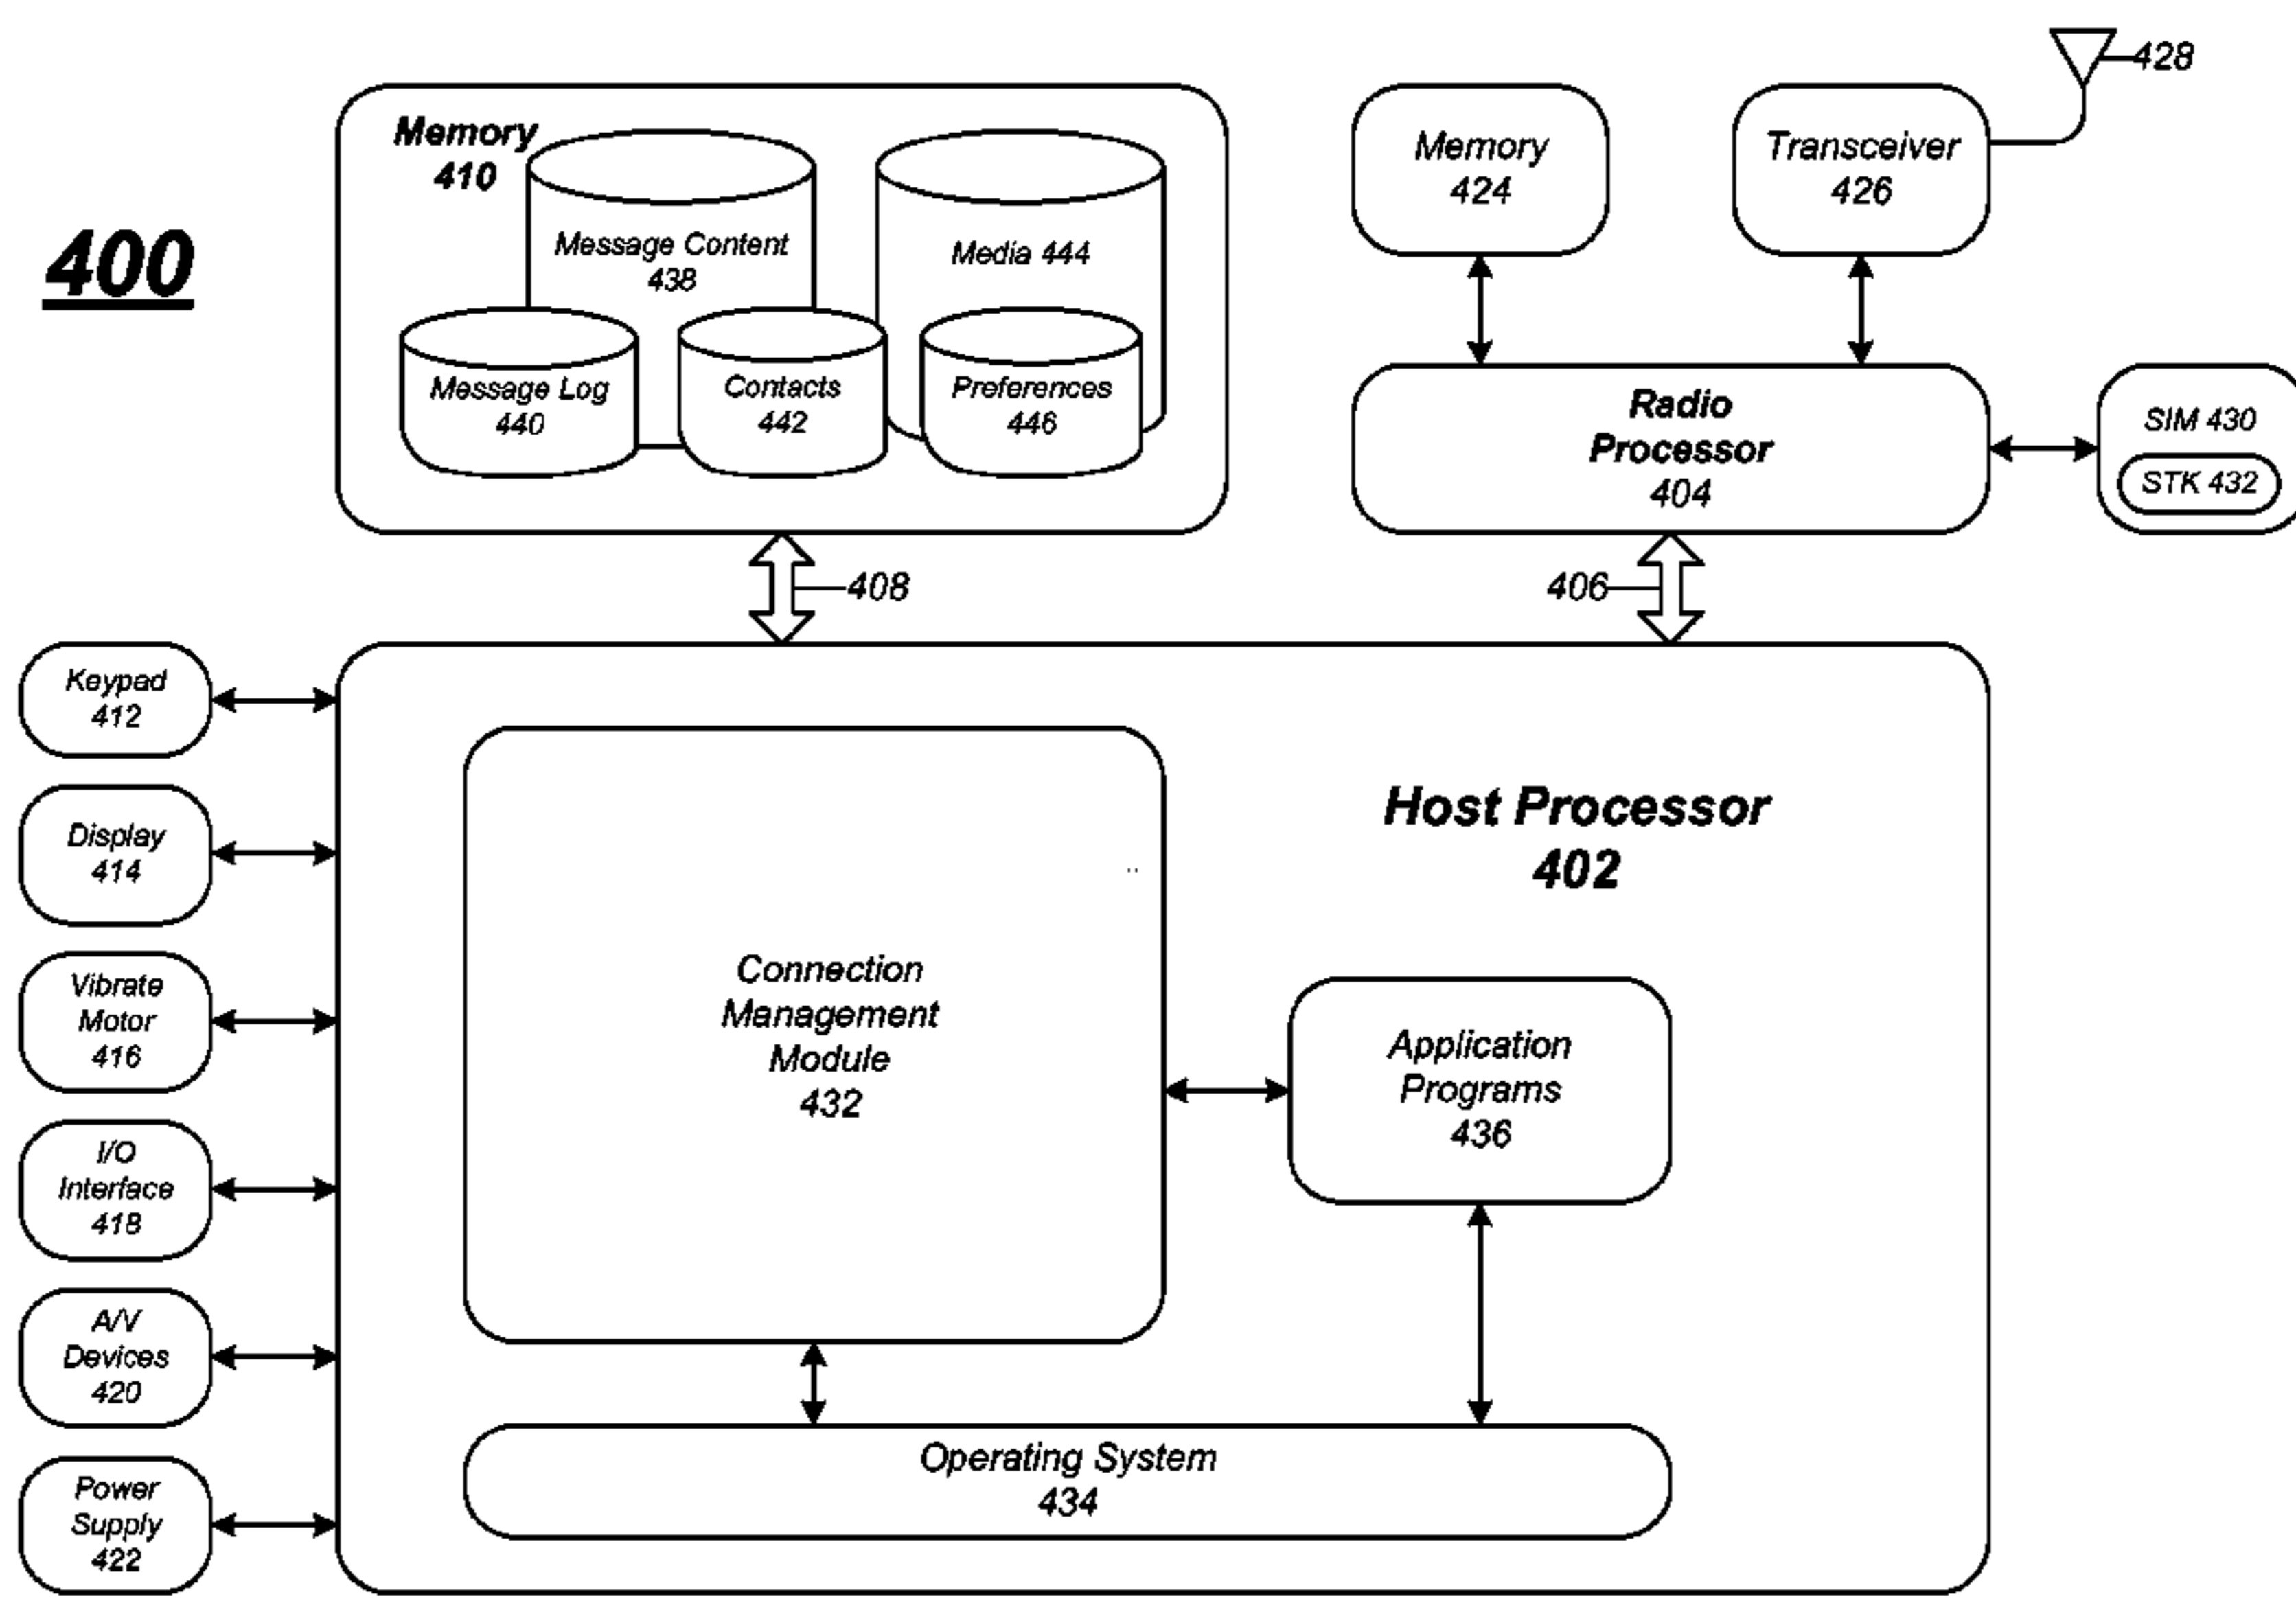 400
Memory
410
Message Content
438
Media 444
Message Log
440
Contacts
442
Preferences
446
Memory
424
Transceiver
426
428
Radio
Processor
404
SIM 430
STK 432
408
406
Keypad
412
Display
414
Vibrate
Motor
416
I/O
Interface
418
A/V
Devices
420
Power
Supply
422
Host Processor
402
Connection
Management
Module
432
Application
Programs
436
Operating System
434